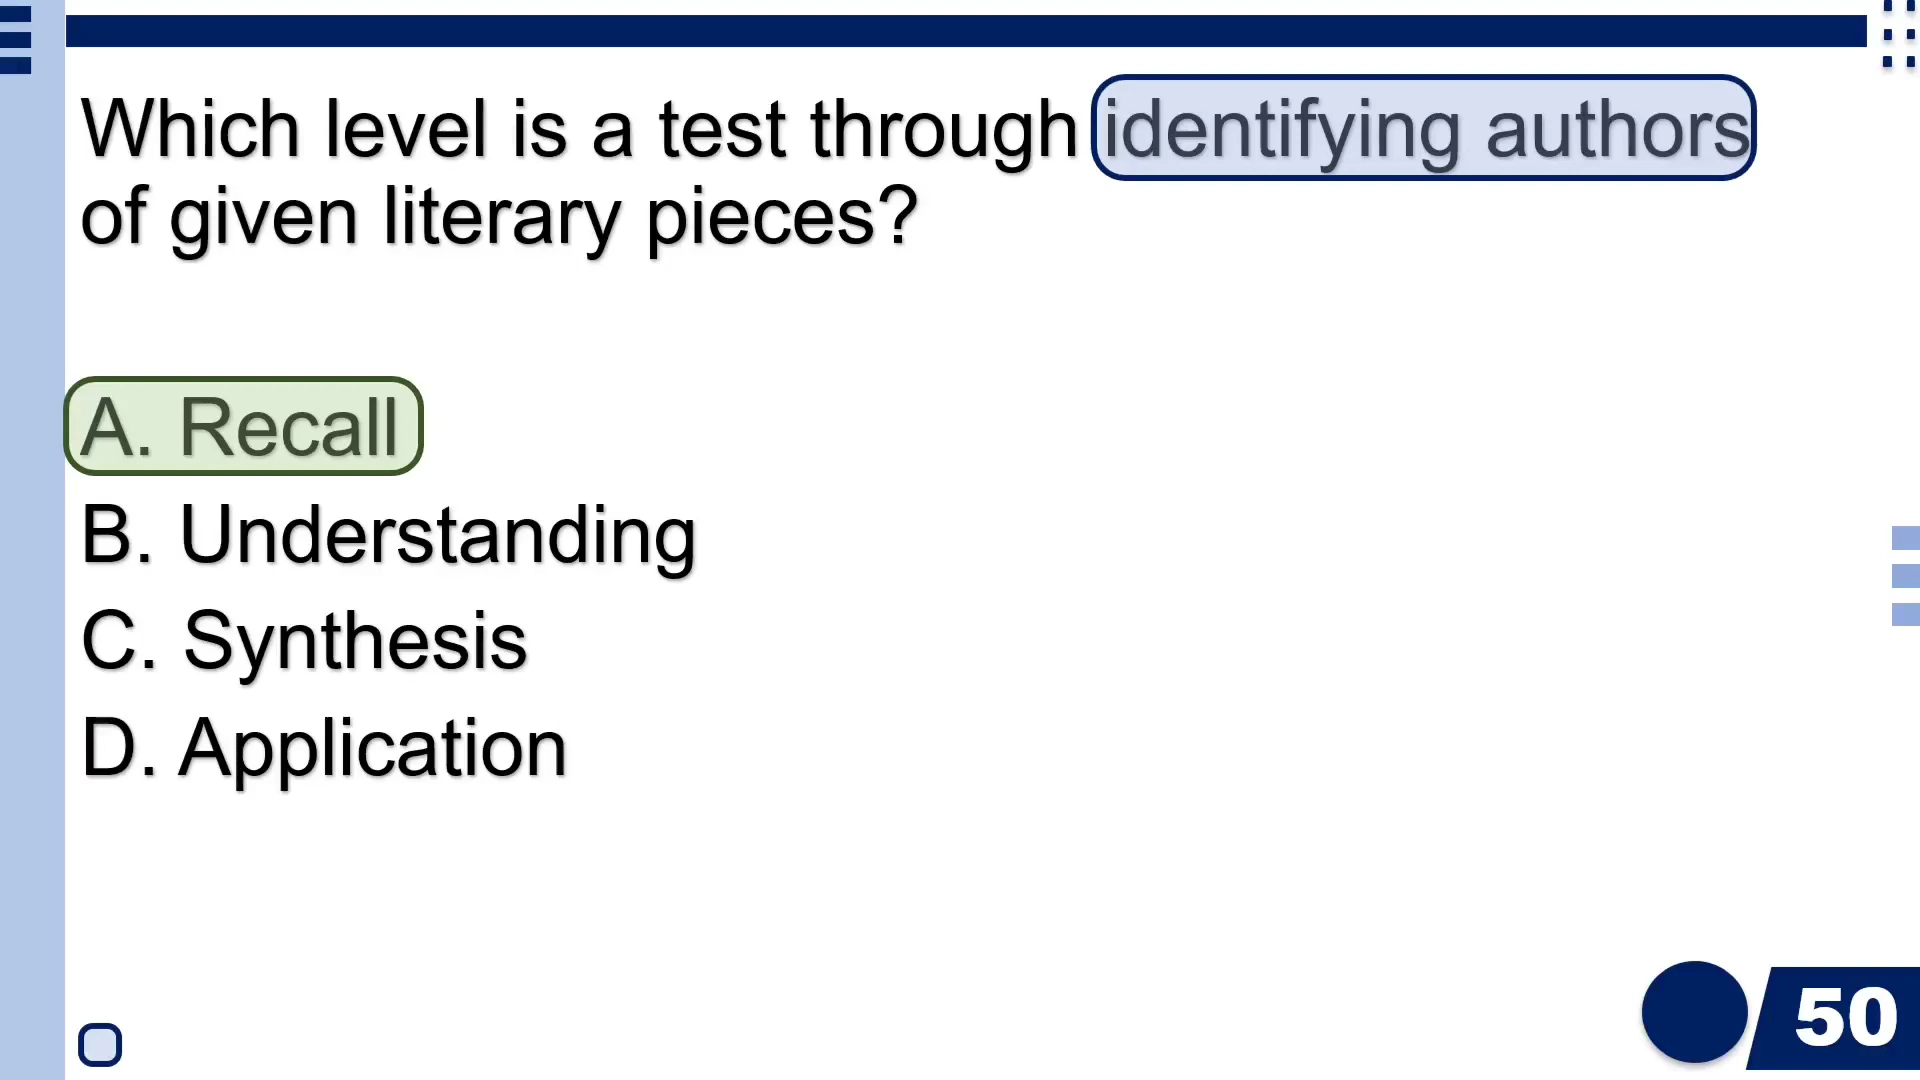 Which level is a test through identifying authors
of given literary pieces?
A. Recall
B. Understanding
C. Synthesis
D. Application
50